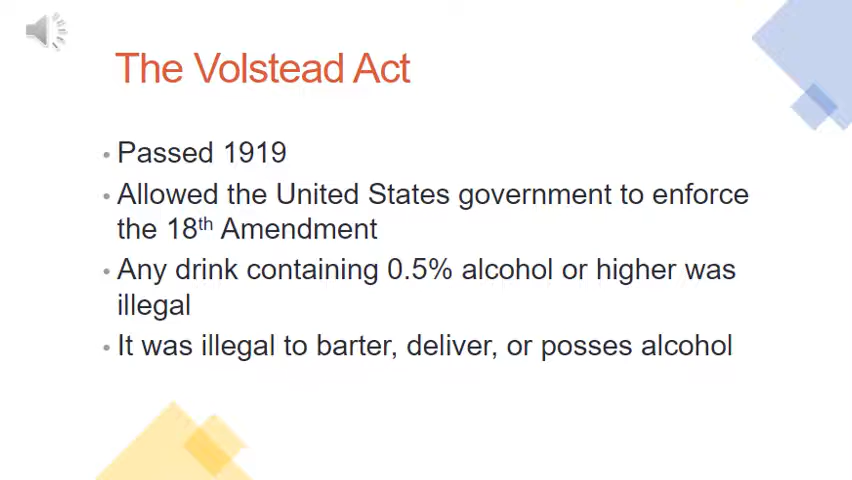 The Volstead Act
• Passed 1919
• Allowed the United States government to enforce
the 18th Amendment
• Any drink containing 0.5% alcohol or higher was
illegal
• It was illegal to barter, deliver, or posses alcohol